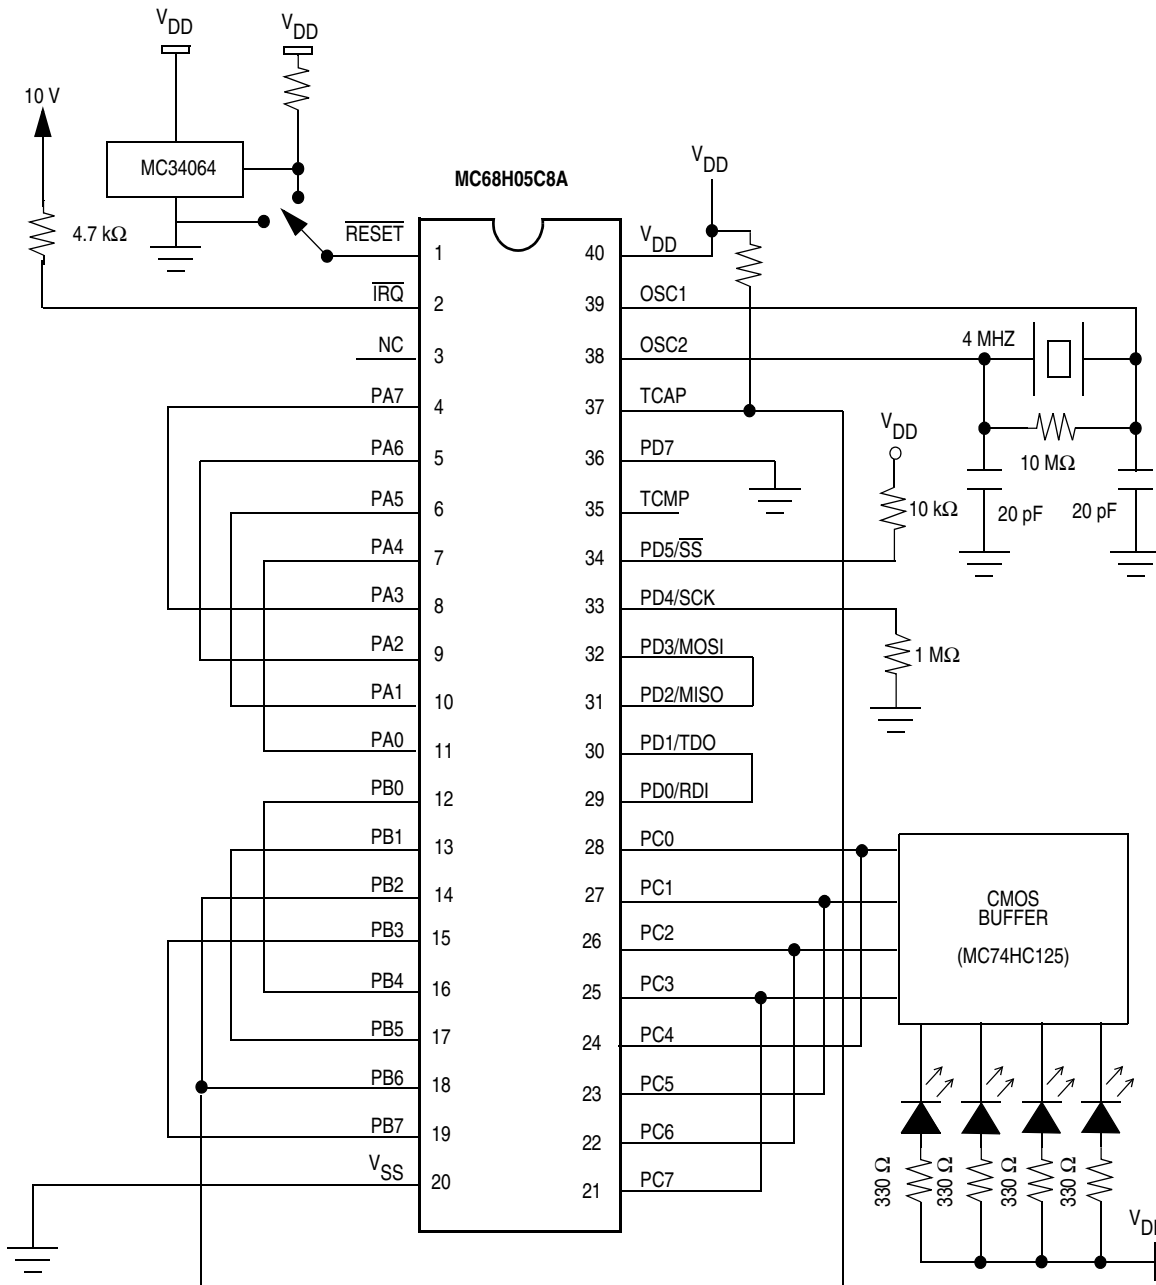 VDD
VDD
10 V
MC34064
4.7 kΩ
MC68H05C8A
VDD
RESET
1
IRQ
2
NC
3
PA7
4
PA6
5
PA5
6
PA4
7
PA3
8
PA2
9
PA1
10
PA0
11
PB0
12
PB1
13
PB2
14
PB3
15
PB4
16
PB5
17
PB6
18
PB7
19
VSS
20
40
VDD
39
OSC1
38
OSC2
37
TCAP
36
PD7
35
TCMP
34
PD5/SS
33
PD4/SCK
32
PD3/MOSI
31
PD2/MISO
30
PD1/TDO
29
PD0/RDI
28
PC0
27
PC1
26
PC2
25
PC3
24
PC4
23
PC5
22
PC6
21
PC7
4 MHZ
10 MΩ
20 pF
20 pF
VDD
10 kΩ
1 MΩ
CMOS
BUFFER
(MC74HC125)
330 Ω
330 Ω
330 Ω
330 Ω